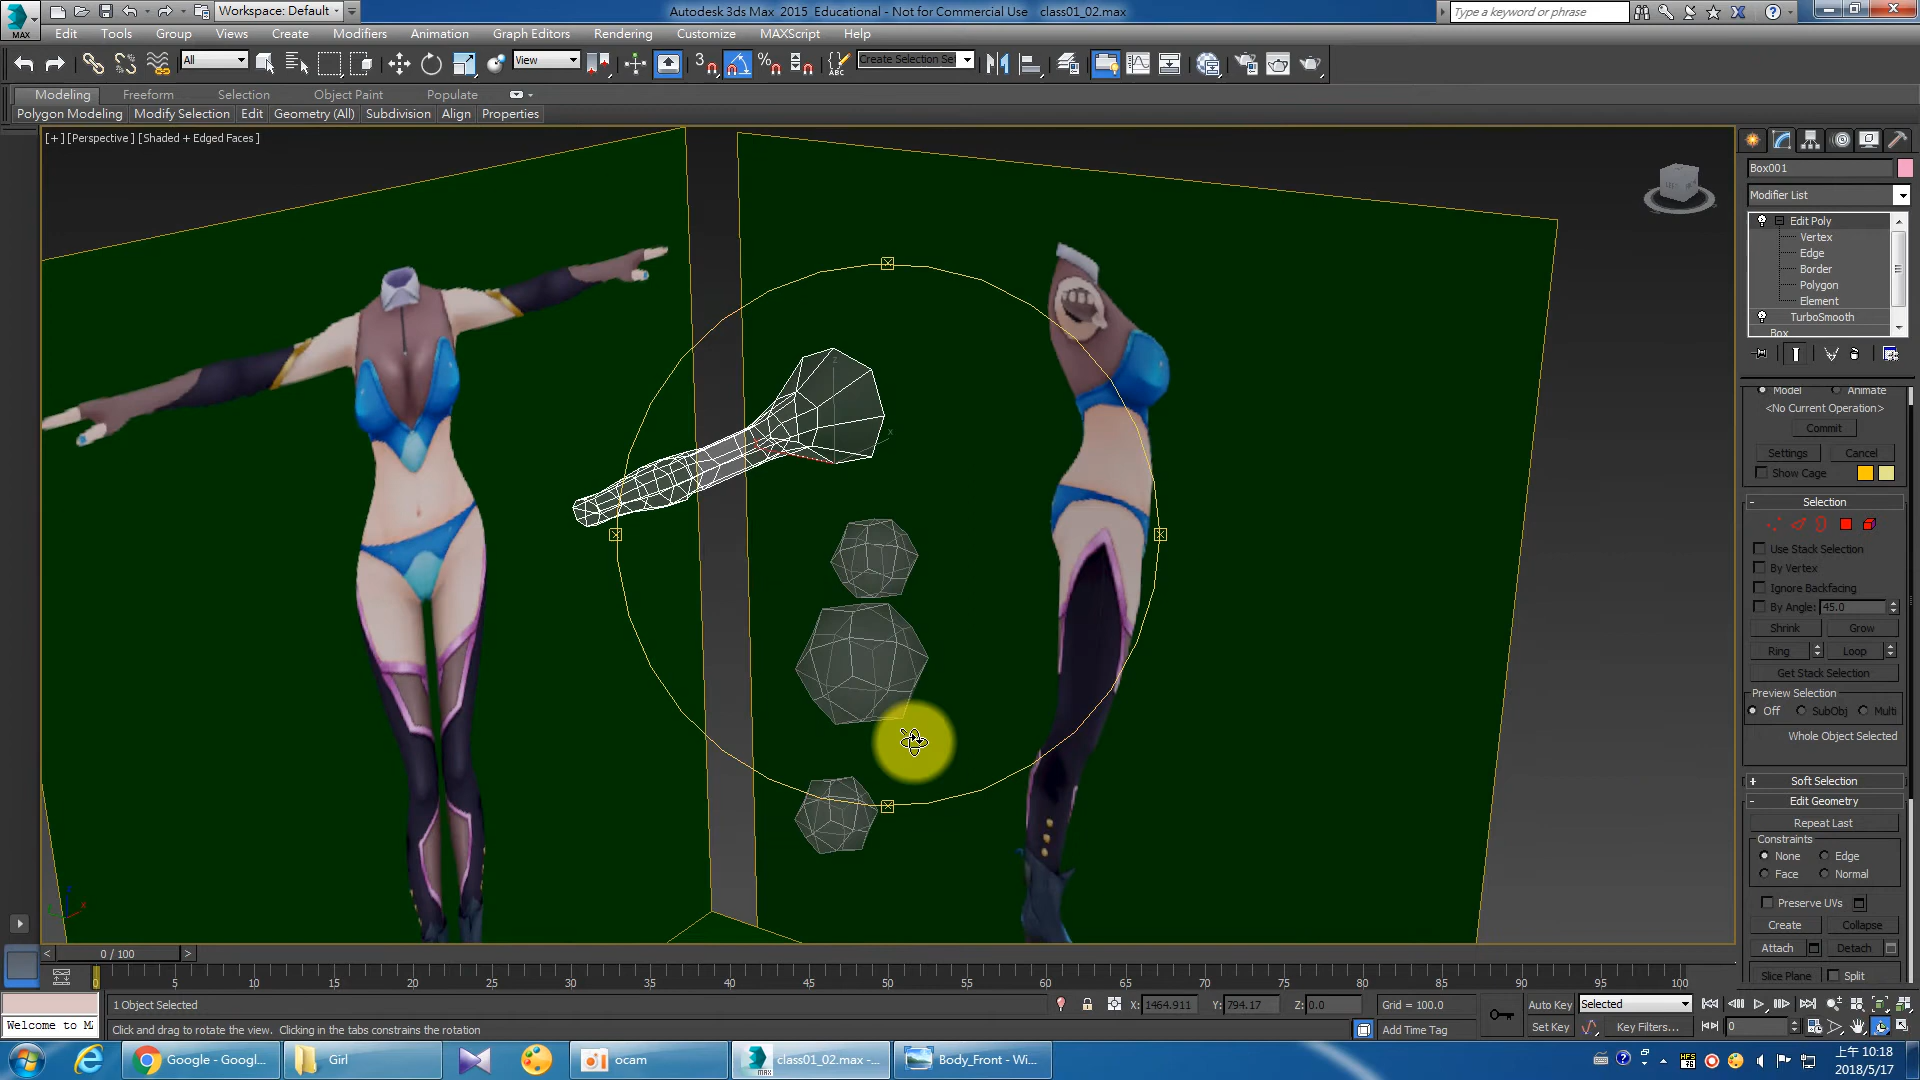 MAX
Workspace: Default
Autodesk 3ds Max 2015 Educational - Not for Commercial Use class01_02.max
Type a keyword or phrase
Edit Tools Group Views Create Modifiers Animation Graph Editors Rendering Customize MAXScript Help
All
View
3
ABC
Create Selection Sel
Modeling Freeform Selection Object Paint Populate
Polygon Modeling Modify Selection Edit Geometry (All) Subdivision Align Properties
[+] [Perspective] [Shaded + Edged Faces]
Box001
Modifier List
Edit Poly
Vertex
Edge
Border
Polygon
Element
TurboSmooth
Box
Model Animate
<No Current Operation>
Commit
Settings Cancel
Show Cage
- Selection
Use Stack Selection
By Vertex
Ignore Backfacing
By Angle: 45.0
Shrink Grow
Ring Loop
Get Stack Selection
Preview Selection
Off SubObj Multi
Whole Object Selected
+ Soft Selection
- Edit Geometry
Repeat Last
Constraints
None Edge
Face Normal
Preserve UVs
Create Collapse
Attach Detach
Slice Plane Split
< 0 / 100 >
0 5 10 15 20 25 30 35 40 45 50 55 60 65 70 75 80 85 90 95 100
1 Object Selected
X: 1464.911 Y: 794.17 Z: 0.0 Grid = 100.0
Auto Key Selected
Welcome to M
Click and drag to rotate the view. Clicking in the tabs constrains the rotation
Add Time Tag
Set Key Key Filters... 0
Google - Googl...
Girl
ocam
MAX
class01_02.max -...
Body_Front - Wi...
上午 10:18
2018/5/17